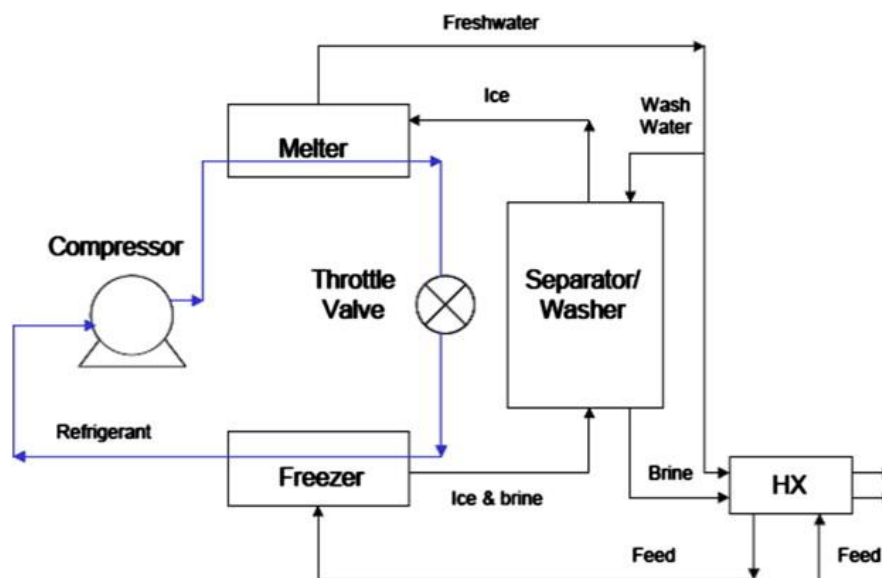 Freshwater
Ice
Wash
Water
Melter
Compressor
Throttle
Valve
Separator/
Washer
Refrigerant
Freezer
Ice & brine
Brine
HX
Feed
Feed